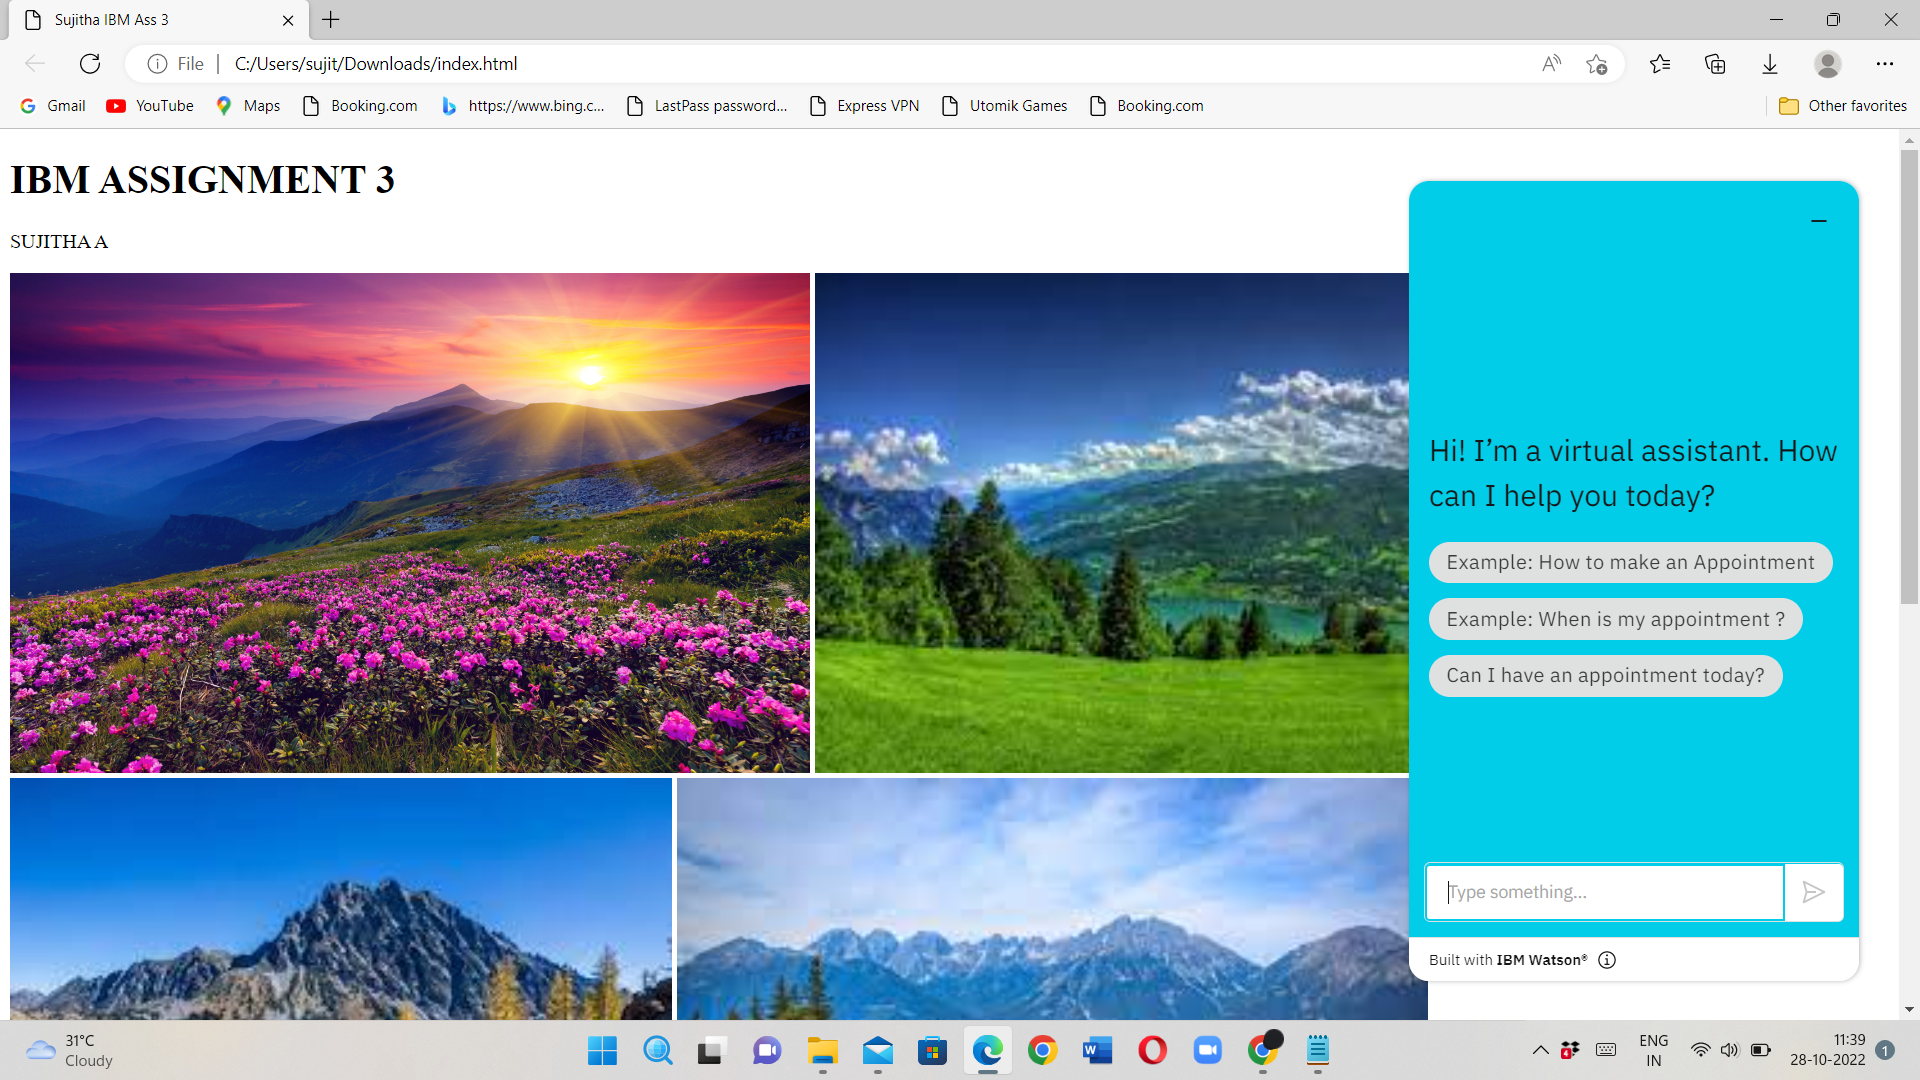 Sujitha IBM Ass 3
File
C:/Users/sujit/Downloads/index.html
Gmail
YouTube
Maps
Booking.com
https://www.bing.c...
LastPass password...
Express VPN
Utomik Games
Booking.com
Other favorites
IBM ASSIGNMENT 3
SUJITHA A
Hi! I’m a virtual assistant. How
can I help you today?
Example: How to make an Appointment
Example: When is my appointment ?
Can I have an appointment today?
Type something...
Built with IBM Watson®
31°C
Cloudy
W
4
ENG
IN
11:39
28-10-2022
1